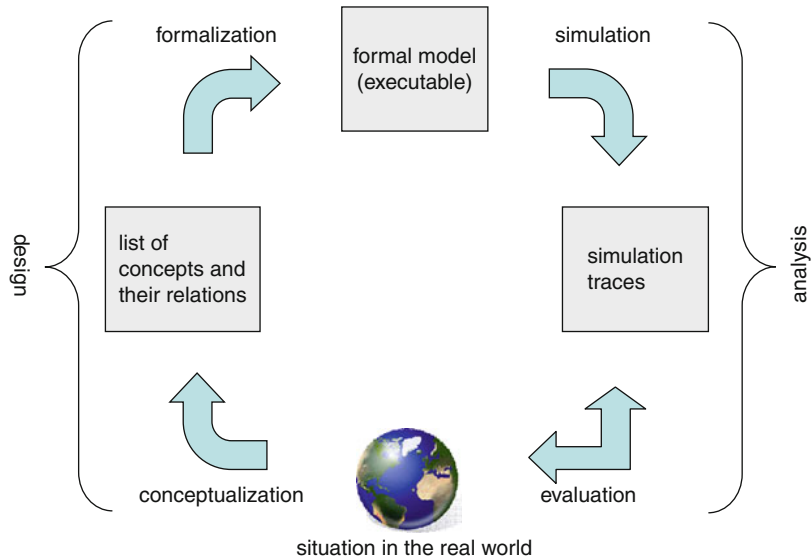 formalization
formal model
(executable)
simulation
design
list of
concepts and
their relations
simulation
traces
analysis
conceptualization
evaluation
situation in the real world